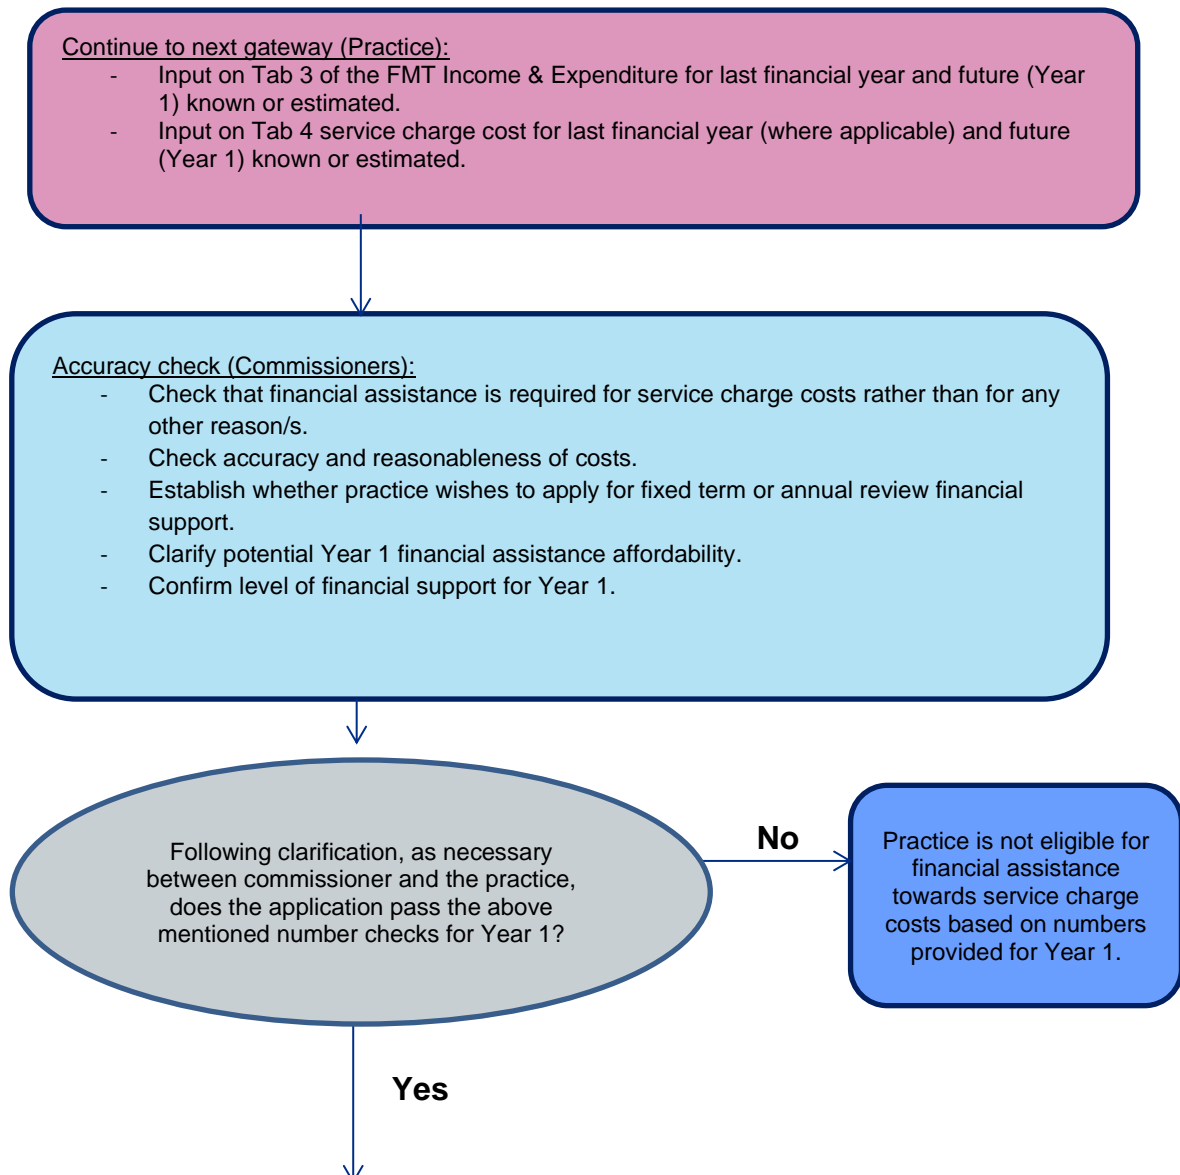 Continue to next gateway (Practice):
- Input on Tab 3 of the FMT Income & Expenditure for last financial year and future (Year
1) known or estimated.
- Input on Tab 4 service charge cost for last financial year (where applicable) and future
(Year 1) known or estimated.
Accuracy check (Commissioners):
- Check that financial assistance is required for service charge costs rather than for any
other reason/s.
- Check accuracy and reasonableness of costs.
- Establish whether practice wishes to apply for fixed term or annual review financial
support.
- Clarify potential Year 1 financial assistance affordability.
- Confirm level of financial support for Year 1.
Following clarification, as necessary
between commissioner and the practice,
does the application pass the above
mentioned number checks for Year 1?
No
Practice is not eligible for
financial assistance
towards service charge
costs based on numbers
provided for Year 1.
Yes